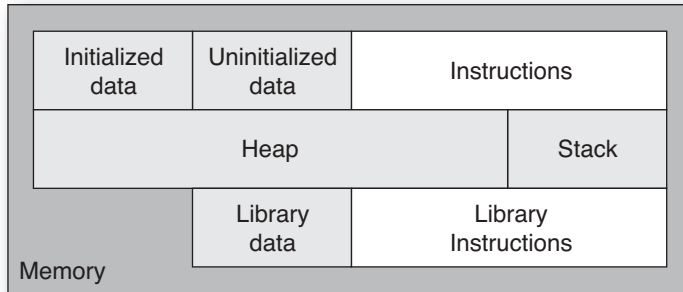 Initialized
data
Uninitialized
data
Instructions
Heap
Stack
Library
data
Library
Instructions
Memory